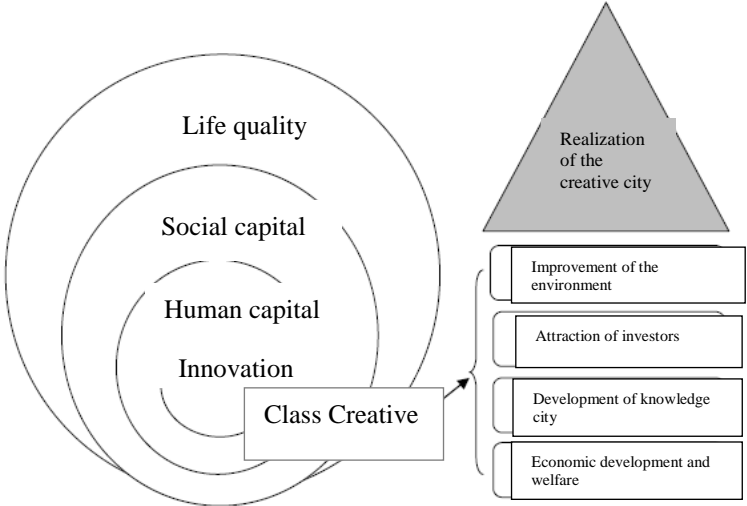 Life quality
Social capital
Human capital
Innovation
Class Creative
Realization
of the
creative city
Improvement of the
environment
Attraction of investors
Development of knowledge
city
Economic development and
welfare